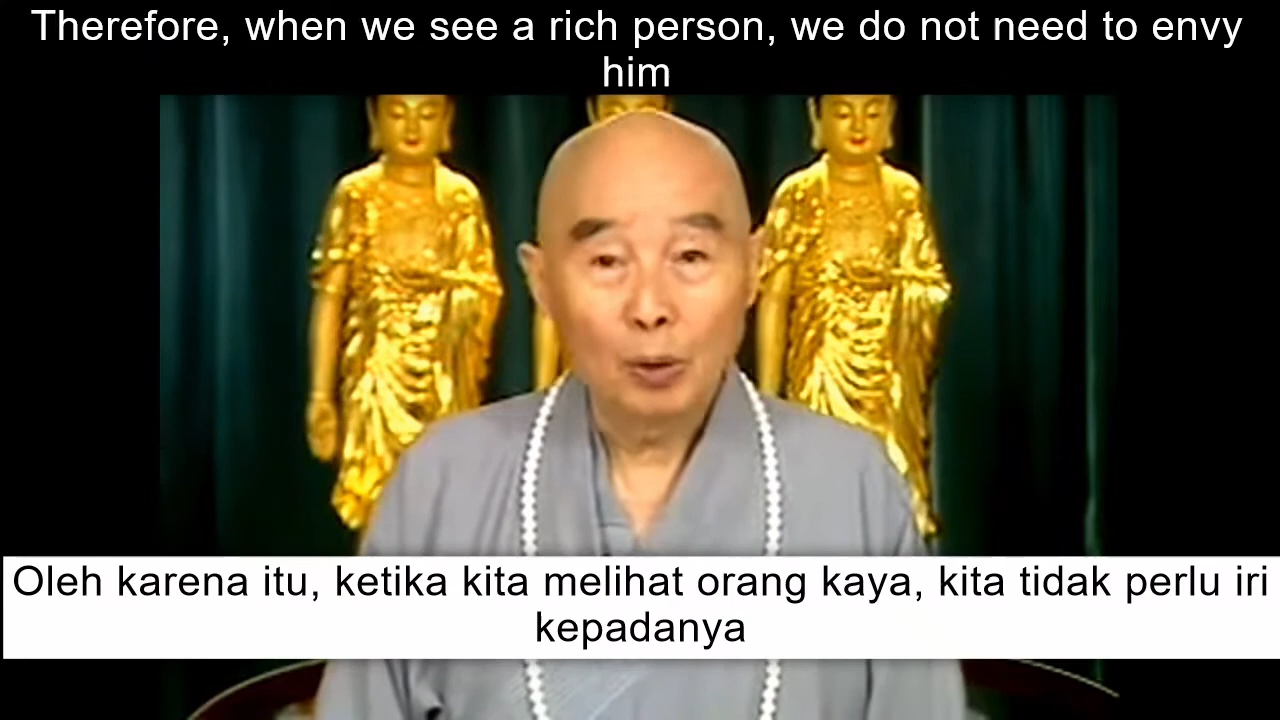 Therefore, when we see a rich person, we do not need to envy
him
Oleh karena itu, ketika kita melihat orang kaya, kita tidak perlu iri
kepadanya